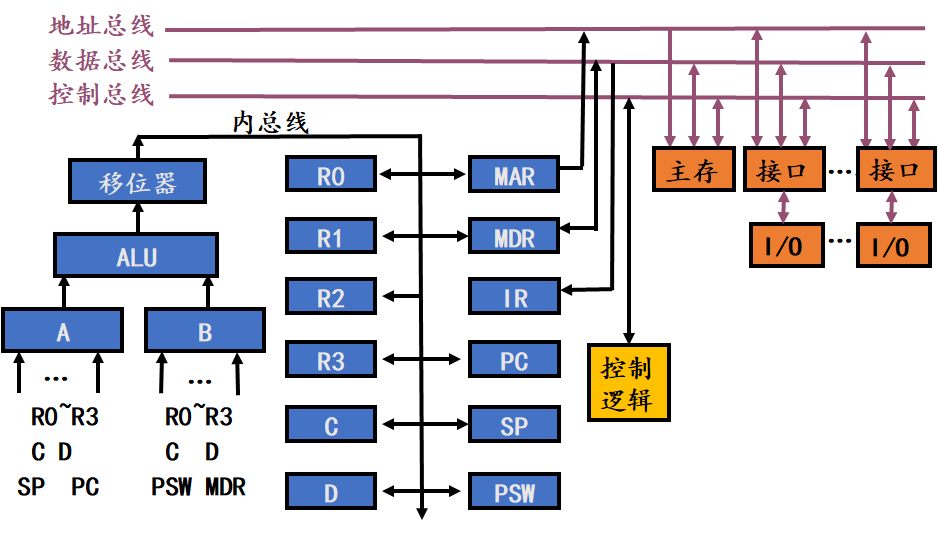 地址总线
数据总线
控制总线
内总线
移位器
ALU
A
B
...
...
R0~R3
C D
SP PC
R0~R3
C D
PSW MDR
R0
R1
R2
R3
C
D
MAR
MDR
IR
PC
SP
PSW
控制
逻辑
主存
接口
...
接口
I/O
...
I/O